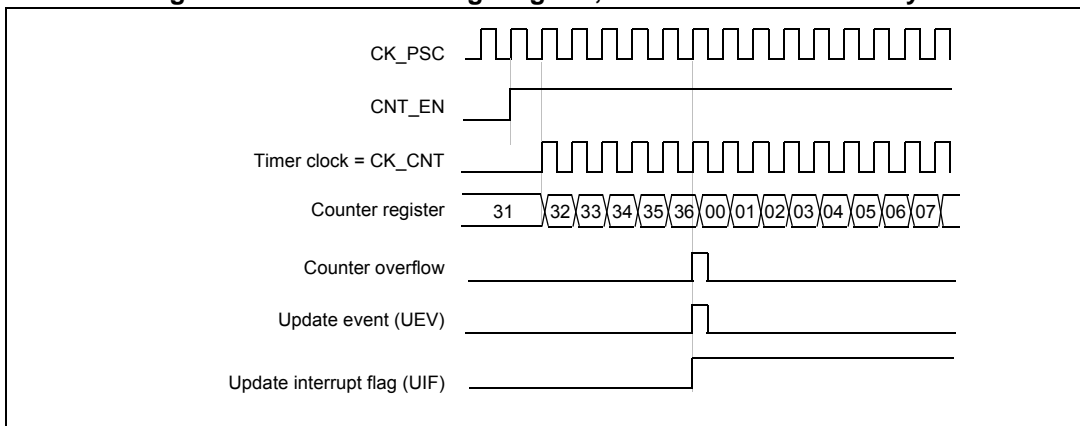 CK_PSC
CNT_EN
Timer clock = CK_CNT
Counter register 31 32 33 34 35 36 00 01 02 03 04 05 06 07
Counter overflow
Update event (UEV)
Update interrupt flag (UIF)